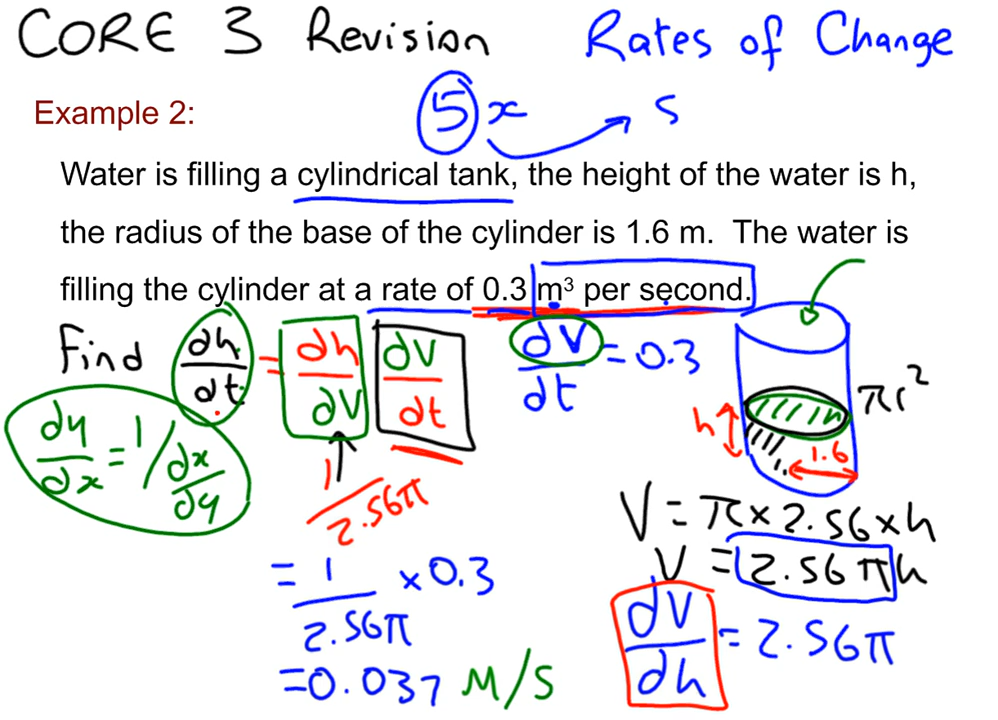 CORE 3 Revision Rates of Change
Example 2:
5x → 5
Water is filling a cylindrical tank, the height of the water is h,
the radius of the base of the cylinder is 1.6 m. The water is
filling the cylinder at a rate of 0.3 m³ per second.
Find dh/dt = dh/dV dV/dt
dV/dt = 0.3
πr²
h
1.6
dy/dx = 1/dx/dy
1/2.56π
V = π × 2.56 × h
V = 2.56πh
= 1/2.56π × 0.3
dV/dh = 2.56π
= 0.037 M/S